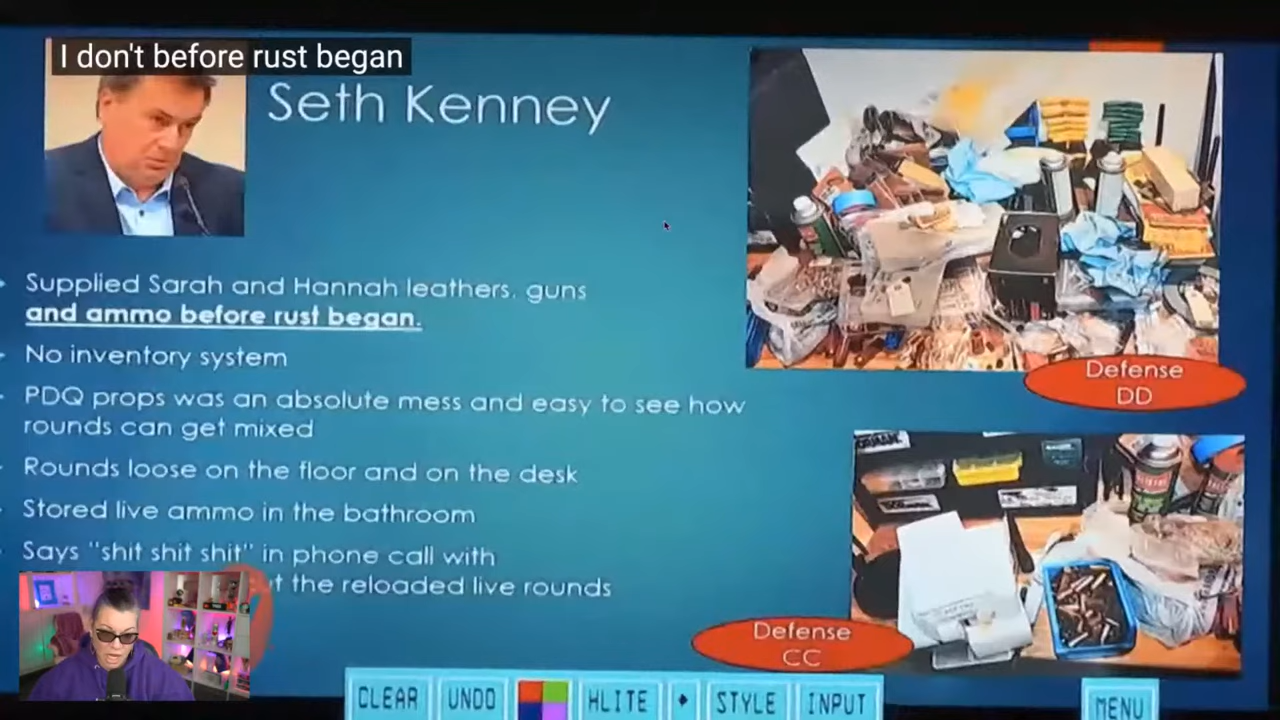 I don't before rust began
Seth Kenney
Supplied Sarah and Hannah leathers, guns
and ammo before rust began.
No inventory system
PDQ props was an absolute mess and easy to see how
rounds can get mixed
Rounds loose on the floor and on the desk
Stored live ammo in the bathroom
Says "shit shit shit" in phone call with
the reloaded live rounds
Defense
DD
Defense
CC
CLEAR
UNDO
HLITE
STYLE
INPUT
MENU